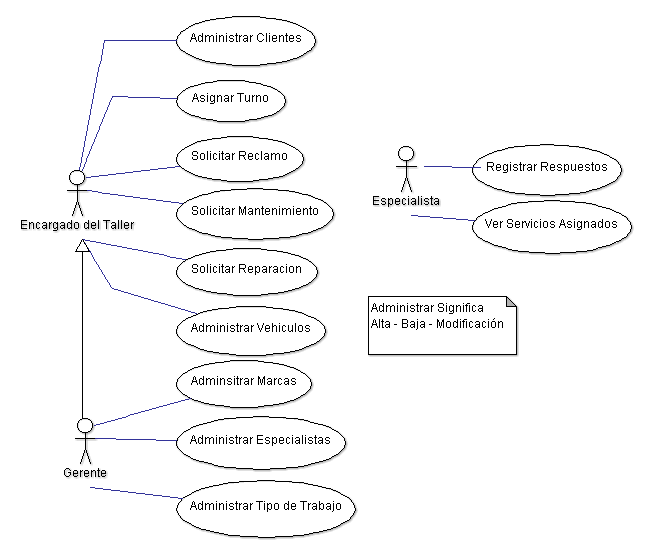 Administrar Clientes
Asignar Turno
Solicitar Reclamo
Solicitar Mantenimiento
Encargado del Taller
Solicitar Reparacion
Administrar Vehiculos
Adminsitrar Marcas
Administrar Especialistas
Gerente
Administrar Tipo de Trabajo
Registrar Respuestos
Especialista
Ver Servicios Asignados
Administrar Significa
Alta - Baja - Modificación